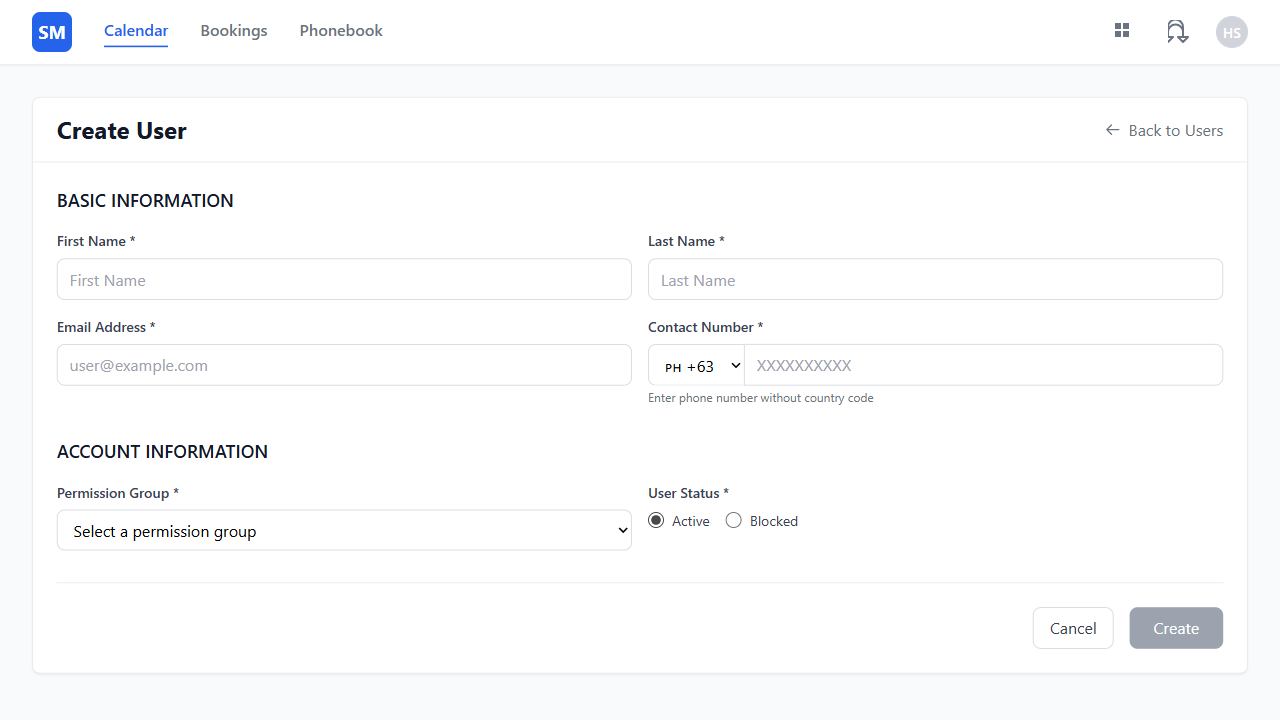 SM
Calendar
Bookings
Phonebook
HS
Create User
← Back to Users
BASIC INFORMATION
First Name *
Last Name *
First Name
Last Name
Email Address *
Contact Number *
user@example.com
PH +63
XXXXXXXXXX
Enter phone number without country code
ACCOUNT INFORMATION
Permission Group *
User Status *
Select a permission group
Active
Blocked
Cancel
Create